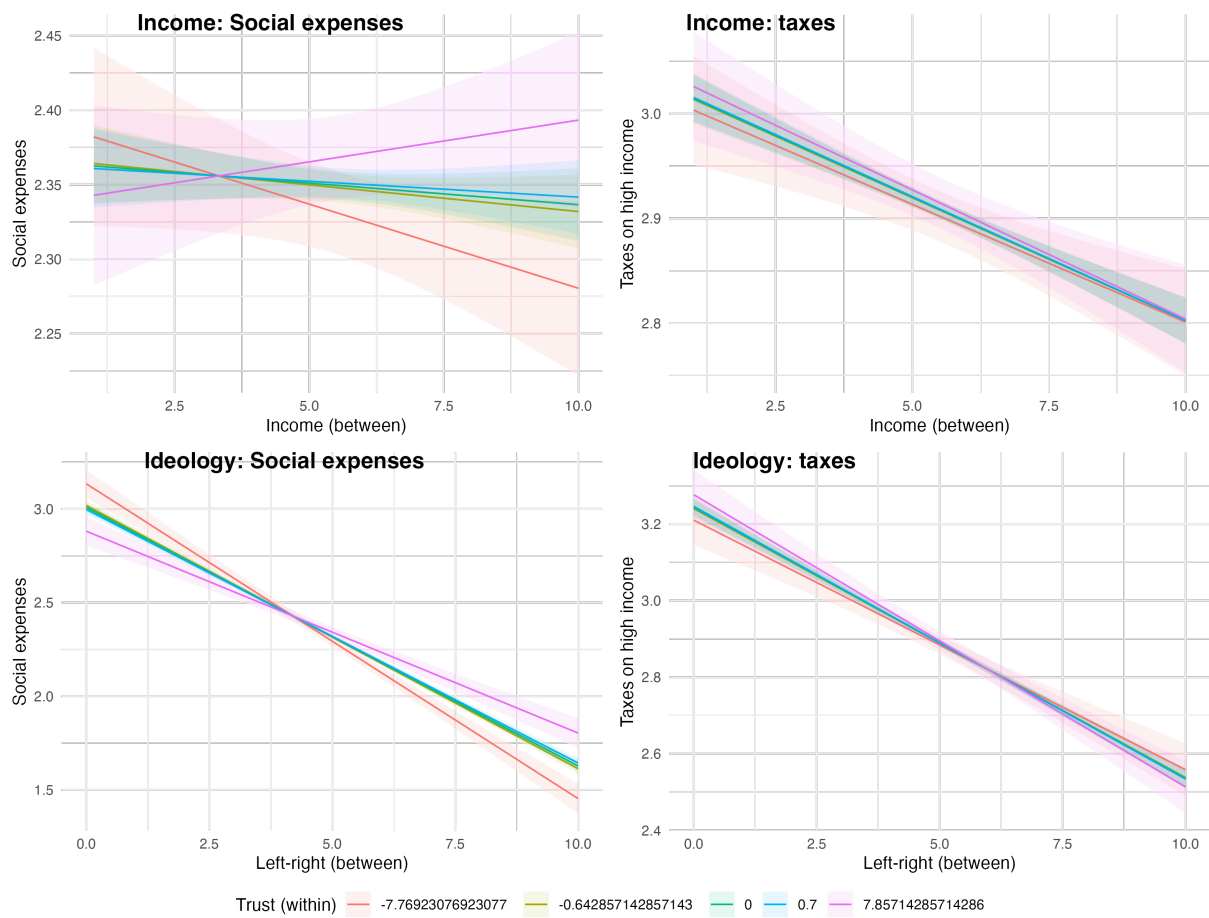 Income: Social expenses
Social expenses
2.45
2.40
2.35
2.30
2.25
2.5
5.0
7.5
10.0
Income (between)
Income: taxes
Taxes on high income
3.0
2.9
2.8
2.5
5.0
7.5
10.0
Income (between)
Ideology: Social expenses
Social expenses
3.0
2.5
2.0
1.5
0.0
2.5
5.0
7.5
10.0
Left-right (between)
Ideology: taxes
Taxes on high income
3.2
3.0
2.8
2.6
2.4
0.0
2.5
5.0
7.5
10.0
Left-right (between)
Trust (within) -7.76923076923077 -0.642857142857143 0 0.7 7.85714285714286